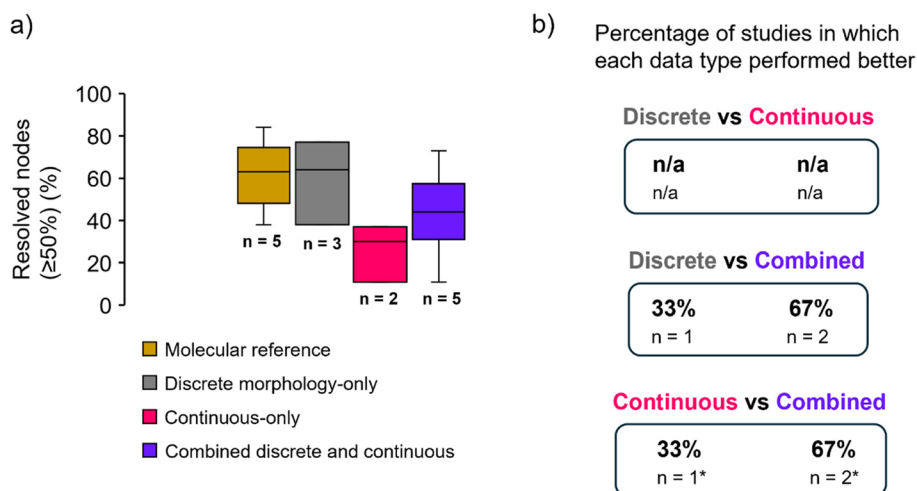 a)
Resolved nodes
(≥50%) (%)
100
80
60
40
20
0
n = 5
n = 3
n = 2
n = 5
Molecular reference
Discrete morphology-only
Continuous-only
Combined discrete and continuous
b)
Percentage of studies in which
each data type performed better
Discrete vs Continuous
n/a n/a
n/a n/a
Discrete vs Combined
33% 67%
n = 1 n = 2
Continuous vs Combined
33% 67%
n = 1* n = 2*